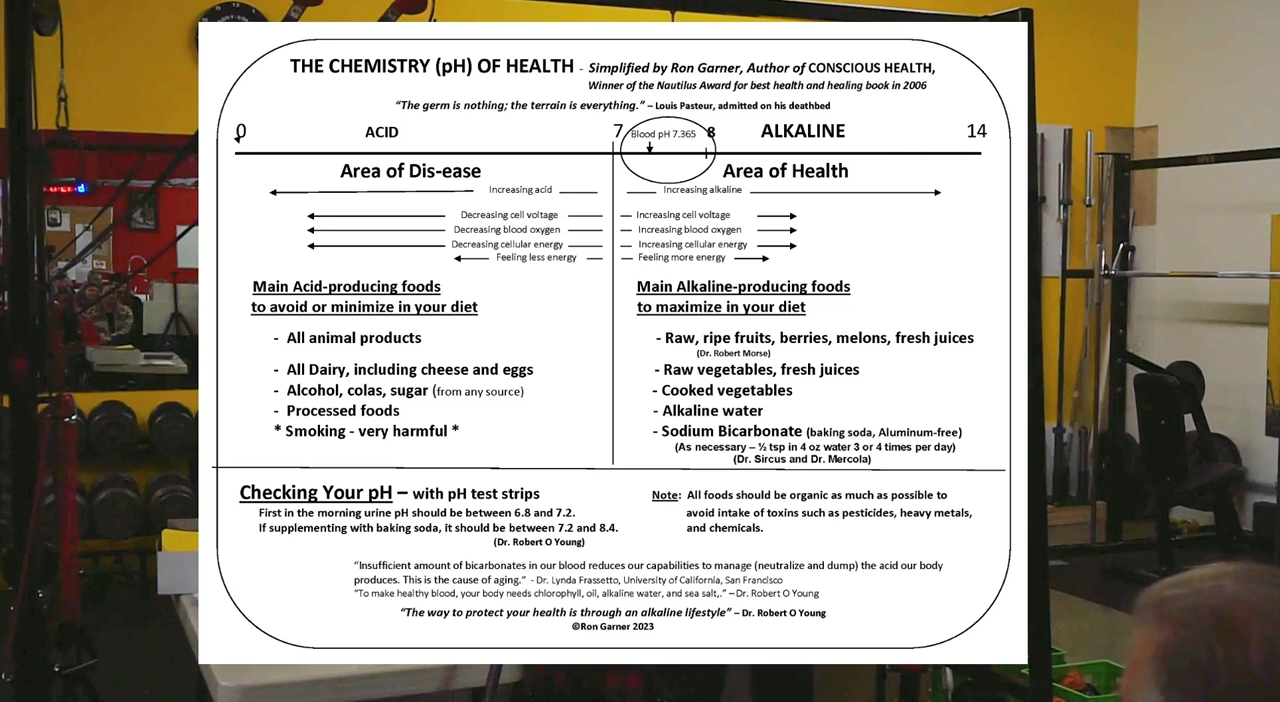 THE CHEMISTRY (pH) OF HEALTH - Simplified by Ron Garner, Author of CONSCIOUS HEALTH,
Winner of the Nautilus Award for best health and healing book in 2006
“The germ is nothing; the terrain is everything.” – Louis Pasteur, admitted on his deathbed
0 ACID 7 Blood pH 7.365 8 ALKALINE 14
Area of Dis-ease Area of Health
Increasing acid Increasing alkaline
Decreasing cell voltage Increasing cell voltage
Decreasing blood oxygen Increasing blood oxygen
Decreasing cellular energy Increasing cellular energy
Feeling less energy Feeling more energy
Main Acid-producing foods
to avoid or minimize in your diet
- All animal products
- All Dairy, including cheese and eggs
- Alcohol, colas, sugar (from any source)
- Processed foods
* Smoking - very harmful *
Main Alkaline-producing foods
to maximize in your diet
- Raw, ripe fruits, berries, melons, fresh juices
(Dr. Robert Morse)
- Raw vegetables, fresh juices
- Cooked vegetables
- Alkaline water
- Sodium Bicarbonate (baking soda, Aluminum-free)
(As necessary – ½ tsp in 4 oz water 3 or 4 times per day)
(Dr. Sircus and Dr. Mercola)
Checking Your pH – with pH test strips
First in the morning urine pH should be between 6.8 and 7.2.
If supplementing with baking soda, it should be between 7.2 and 8.4.
(Dr. Robert O Young)
Note: All foods should be organic as much as possible to
avoid intake of toxins such as pesticides, heavy metals,
and chemicals.
“Insufficient amount of bicarbonates in our blood reduces our capabilities to manage (neutralize and dump) the acid our body
produces. This is the cause of aging.” - Dr. Lynda Frassetto, University of California, San Francisco
“To make healthy blood, your body needs chlorophyll, oil, alkaline water, and sea salt,.” – Dr. Robert O Young
“The way to protect your health is through an alkaline lifestyle” – Dr. Robert O Young
©Ron Garner 2023